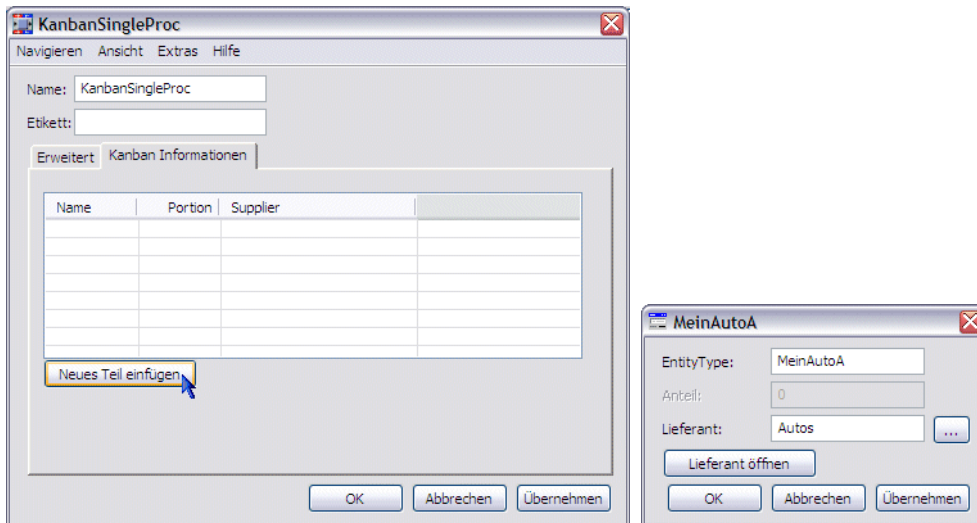 KanbanSingleProc
Navigieren Ansicht Extras Hilfe
Name: KanbanSingleProc
Etikett:
Erweitert Kanban Informationen
Name Portion Supplier
Neues Teil einfügen
OK Abbrechen Übernehmen
MeinAutoA
EntityType: MeinAutoA
Anteil: 0
Lieferant: Autos ...
Lieferant öffnen
OK Abbrechen Übernehmen